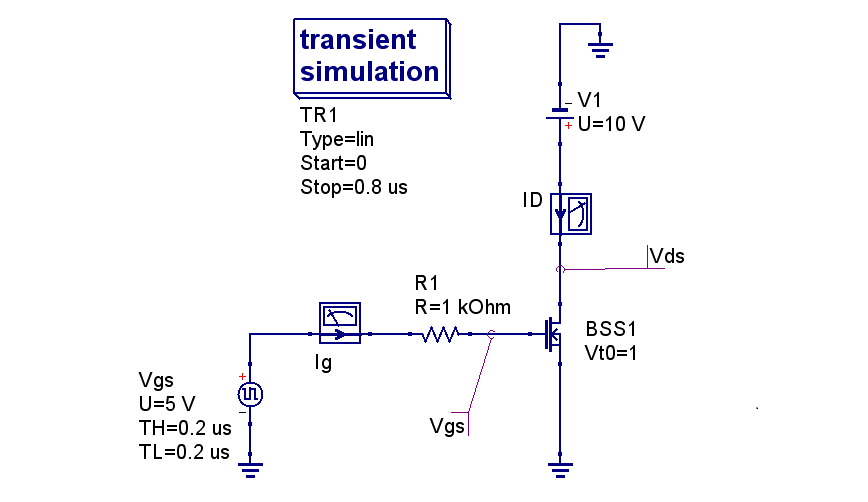 transient
simulation
TR1
Type=lin
Start=0
Stop=0.8 us
V1
U=10 V
ID
Vds
R1
R=1 kOhm
BSS1
Vt0=1
Ig
Vgs
U=5 V
TH=0.2 us
TL=0.2 us
Vgs